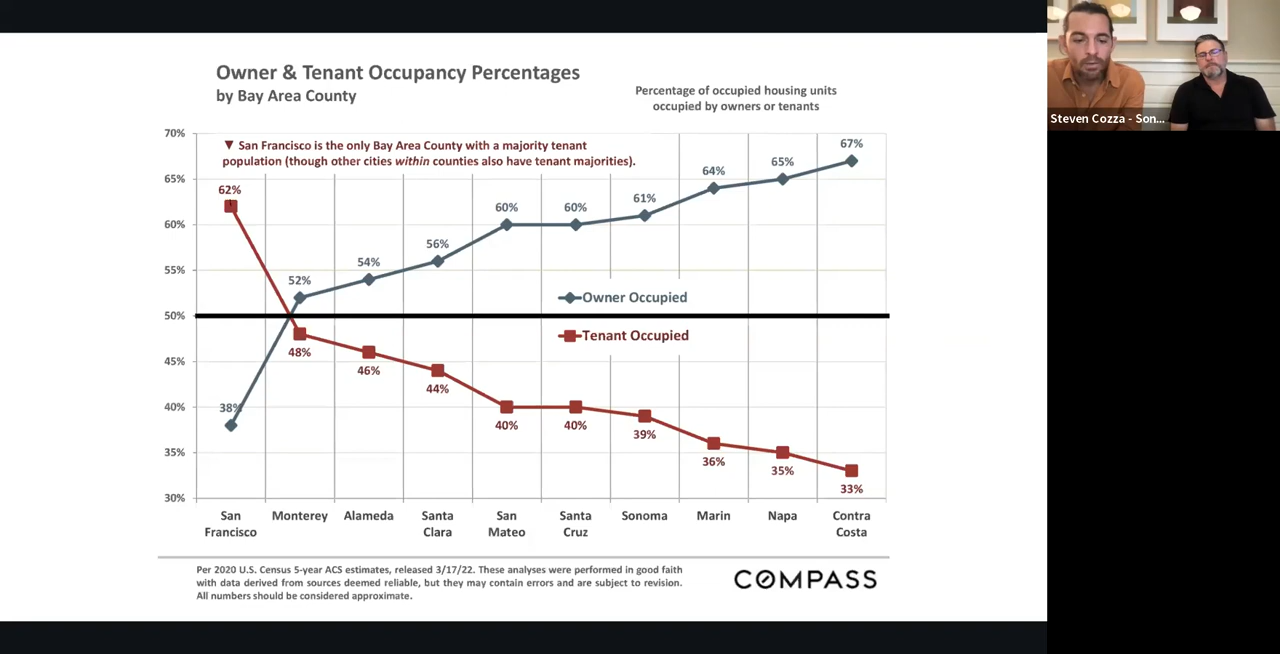 Owner & Tenant Occupancy Percentages
by Bay Area County
Percentage of occupied housing units
occupied by owners or tenants
▼ San Francisco is the only Bay Area County with a majority tenant
population (though other cities within counties also have tenant majorities).
70%
65%
60%
55%
50%
45%
40%
35%
30%
62%
52%
54%
56%
60%
60%
61%
64%
65%
67%
Owner Occupied
Tenant Occupied
38%
48%
46%
44%
40%
40%
39%
36%
35%
33%
San
Francisco
Monterey
Alameda
Santa
Clara
San
Mateo
Santa
Cruz
Sonoma
Marin
Napa
Contra
Costa
Per 2020 U.S. Census 5-year ACS estimates, released 3/17/22. These analyses were performed in good faith
with data derived from sources deemed reliable, but they may contain errors and are subject to revision.
All numbers should be considered approximate.
COMPASS
Steven Cozza - Son...